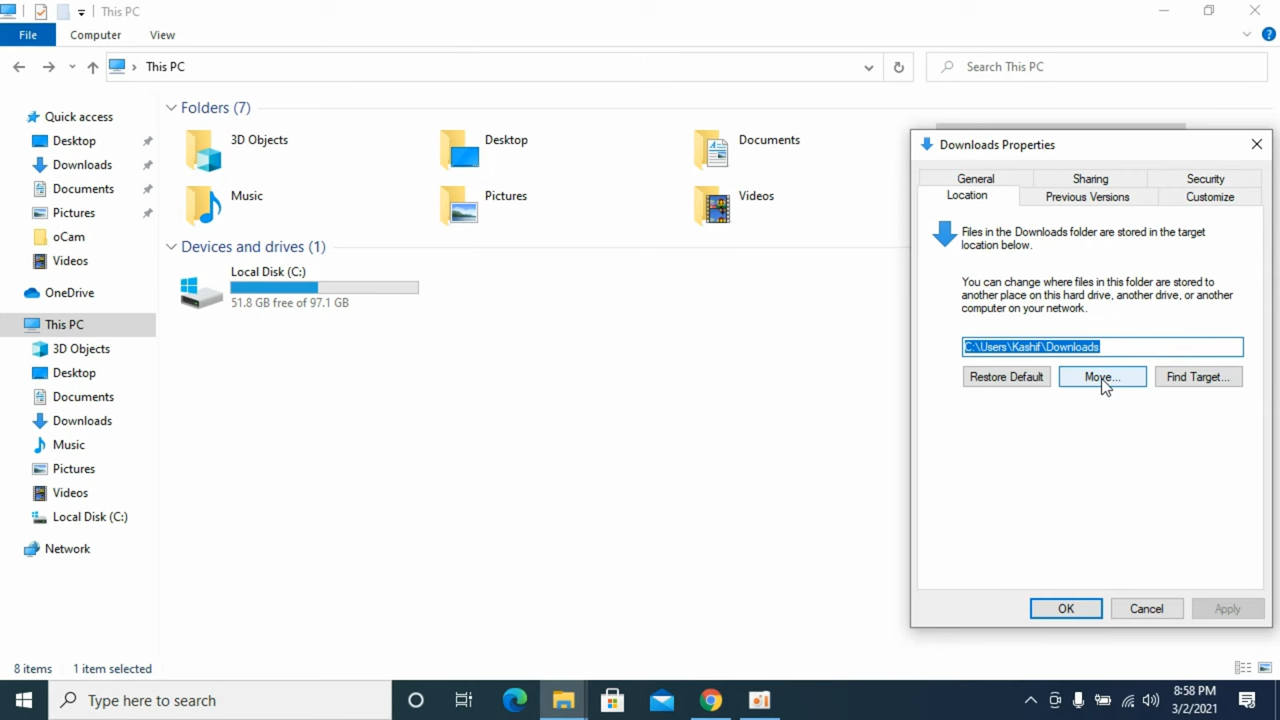 This PC
File
Computer
View
This PC
Search This PC
Quick access
Desktop
Downloads
Documents
Pictures
oCam
Videos
OneDrive
This PC
3D Objects
Desktop
Documents
Downloads
Music
Pictures
Videos
Local Disk (C:)
Network
Folders (7)
3D Objects
Desktop
Documents
Music
Pictures
Videos
Devices and drives (1)
Local Disk (C:)
51.8 GB free of 97.1 GB
Downloads Properties
General
Sharing
Security
Location
Previous Versions
Customize
Files in the Downloads folder are stored in the target
location below.
You can change where files in this folder are stored to
another place on this hard drive, another drive, or another
computer on your network.
C:\Users\Kashif\Downloads
Restore Default
Move...
Find Target...
OK
Cancel
Apply
8 items
1 item selected
Type here to search
8:58 PM
3/2/2021